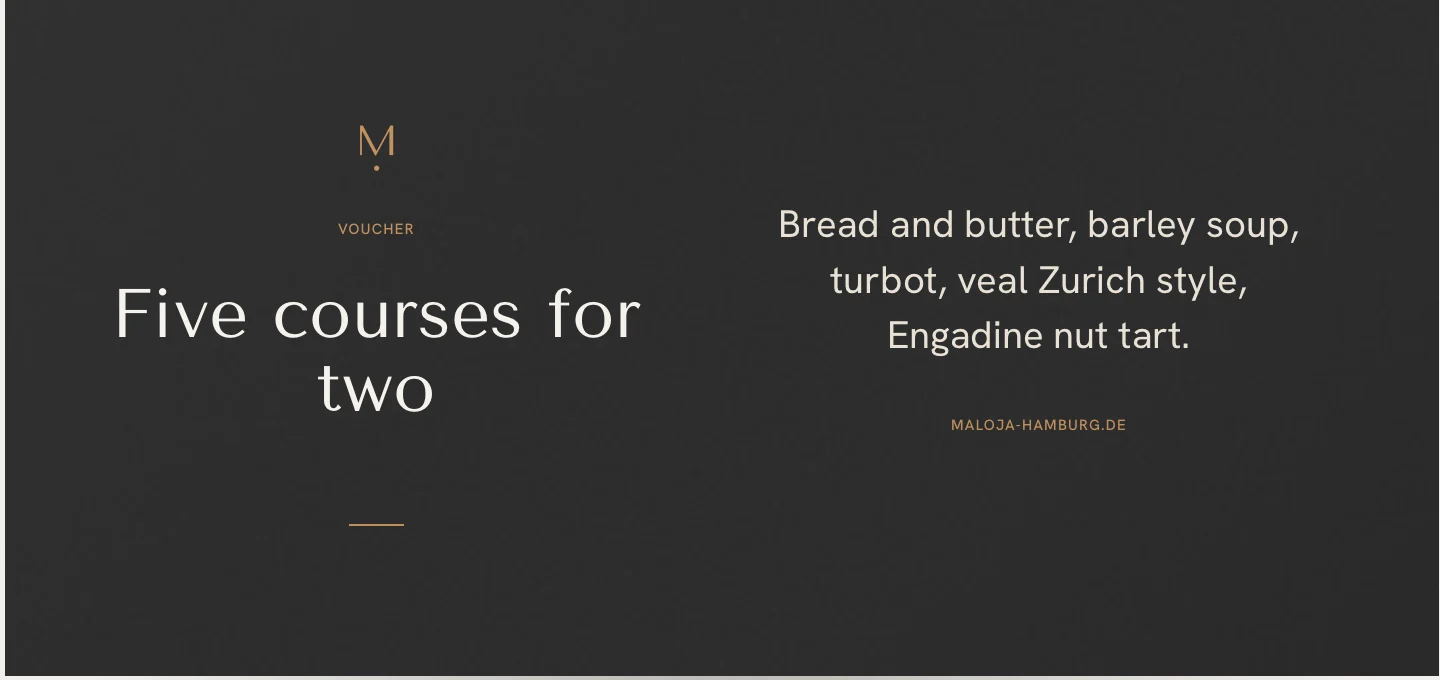 M
VOUCHER
Five courses for
two
Bread and butter, barley soup,
turbot, veal Zurich style,
Engadine nut tart.
MALOJA-HAMBURG.DE